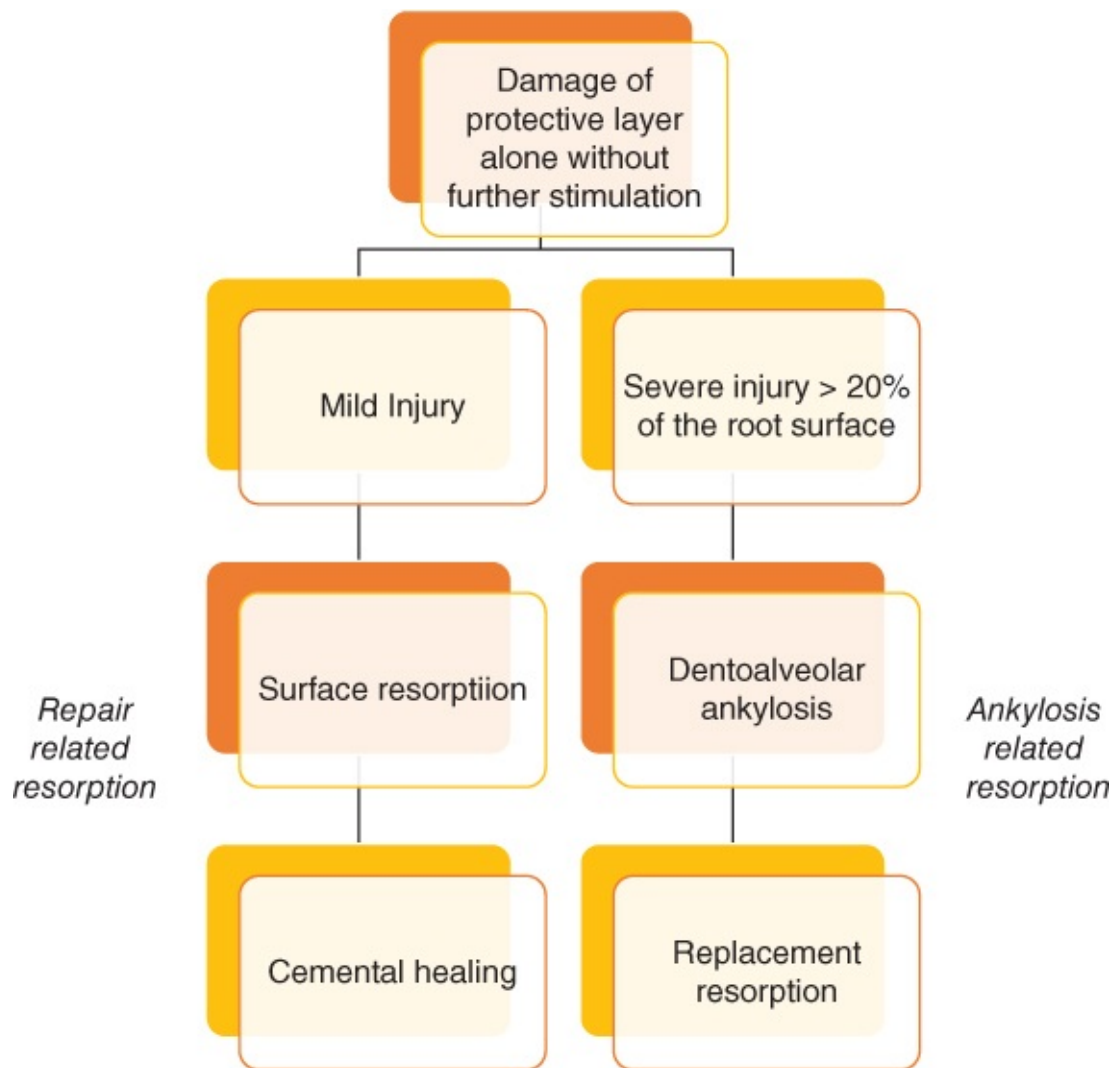 Damage of
protective layer
alone without
further stimulation
Mild Injury
Severe injury > 20%
of the root surface
Repair
related
resorption
Surface resorptiion
Dentoalveolar
ankylosis
Ankylosis
related
resorption
Cemental healing
Replacement
resorption